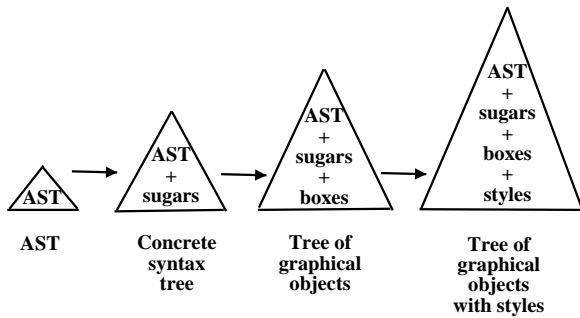 AST
AST
AST
+
sugars
Concrete
syntax
tree
AST
+
sugars
+
boxes
Tree of
graphical
objects
AST
+
sugars
+
boxes
+
styles
Tree of
graphical
objects
with styles